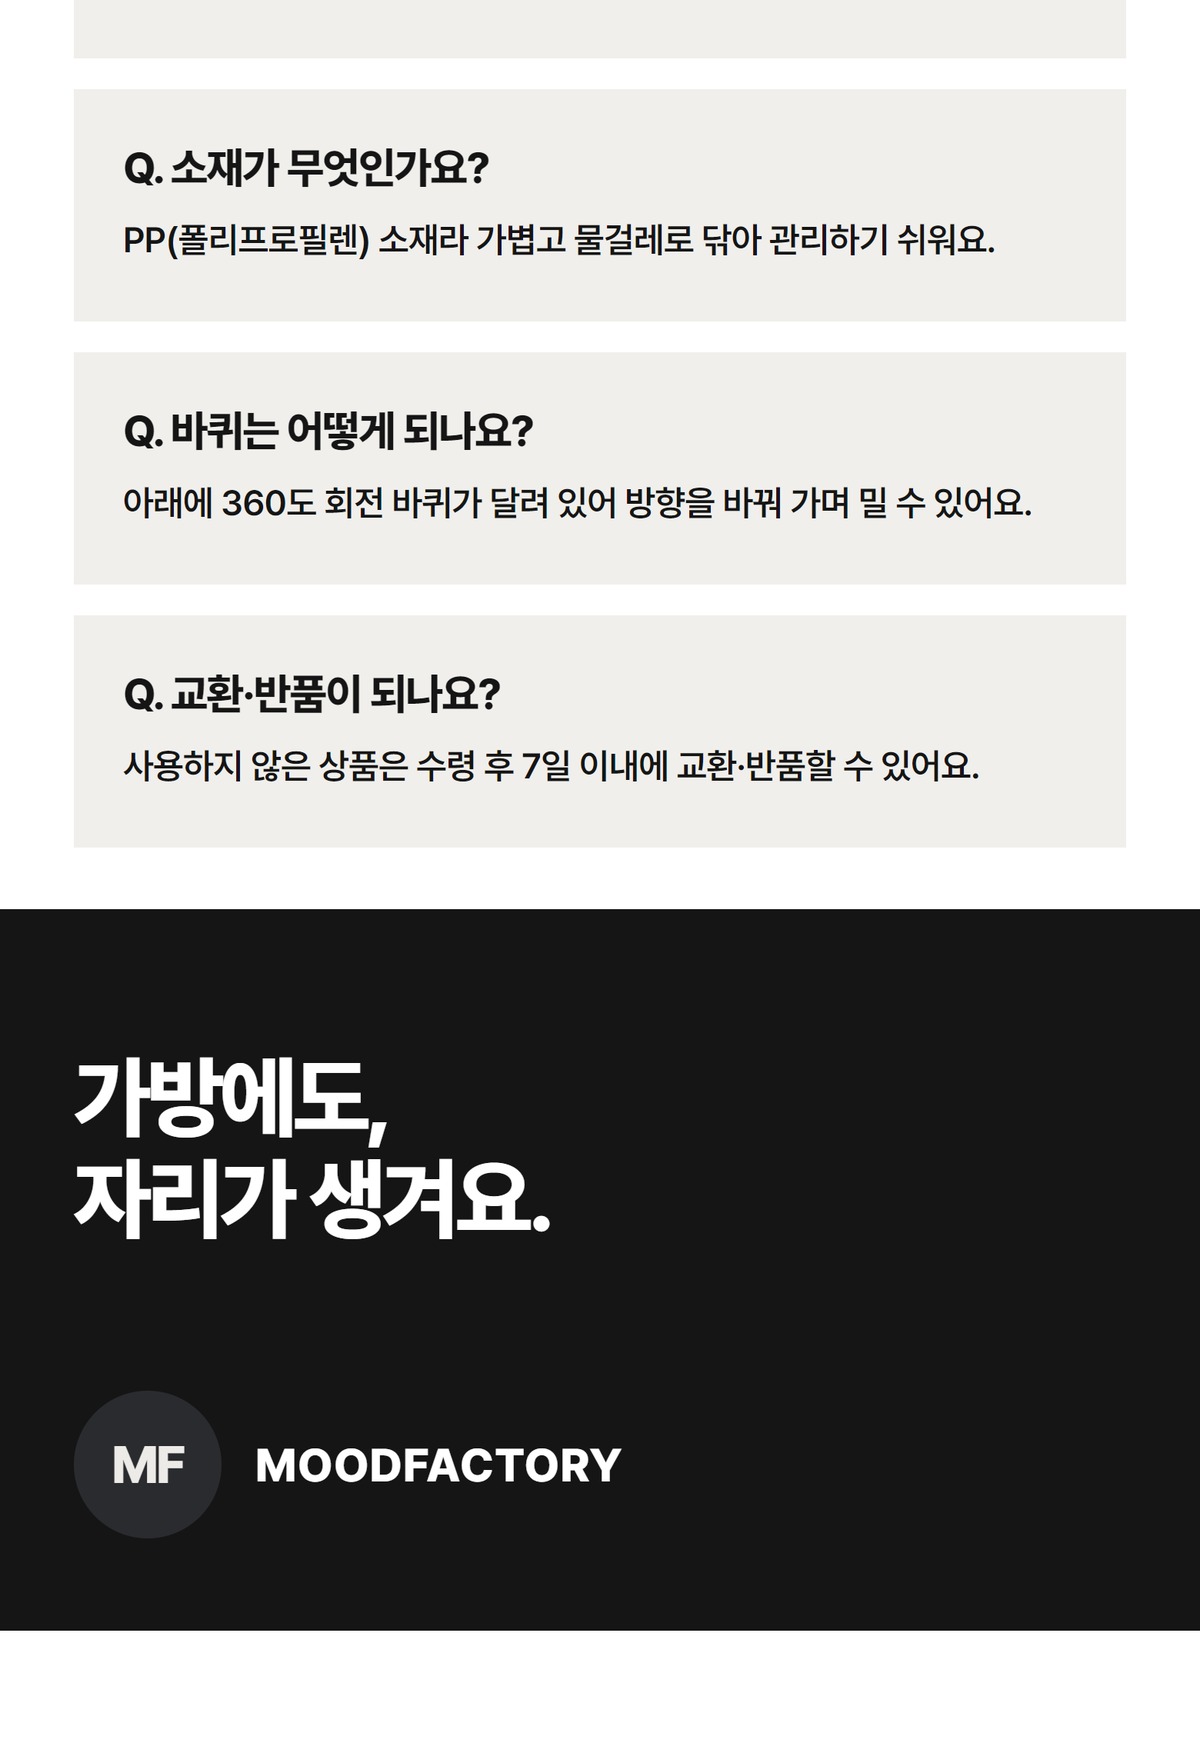 Q. 소재가 무엇인가요?
PP(폴리프로필렌) 소재라 가볍고 물걸레로 닦아 관리하기 쉬워요.
Q. 바퀴는 어떻게 되나요?
아래에 360도 회전 바퀴가 달려 있어 방향을 바꿔 가며 밀 수 있어요.
Q. 교환·반품이 되나요?
사용하지 않은 상품은 수령 후 7일 이내에 교환·반품할 수 있어요.
가방에도,
자리가 생겨요.
MF
MOODFACTORY